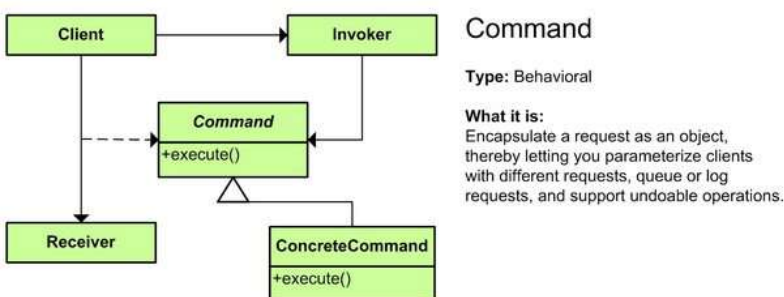 Client
Invoker
Command
+execute()
Receiver
ConcreteCommand
+execute()
Command
Type: Behavioral
What it is:
Encapsulate a request as an object,
thereby letting you parameterize clients
with different requests, queue or log
requests, and support undoable operations.